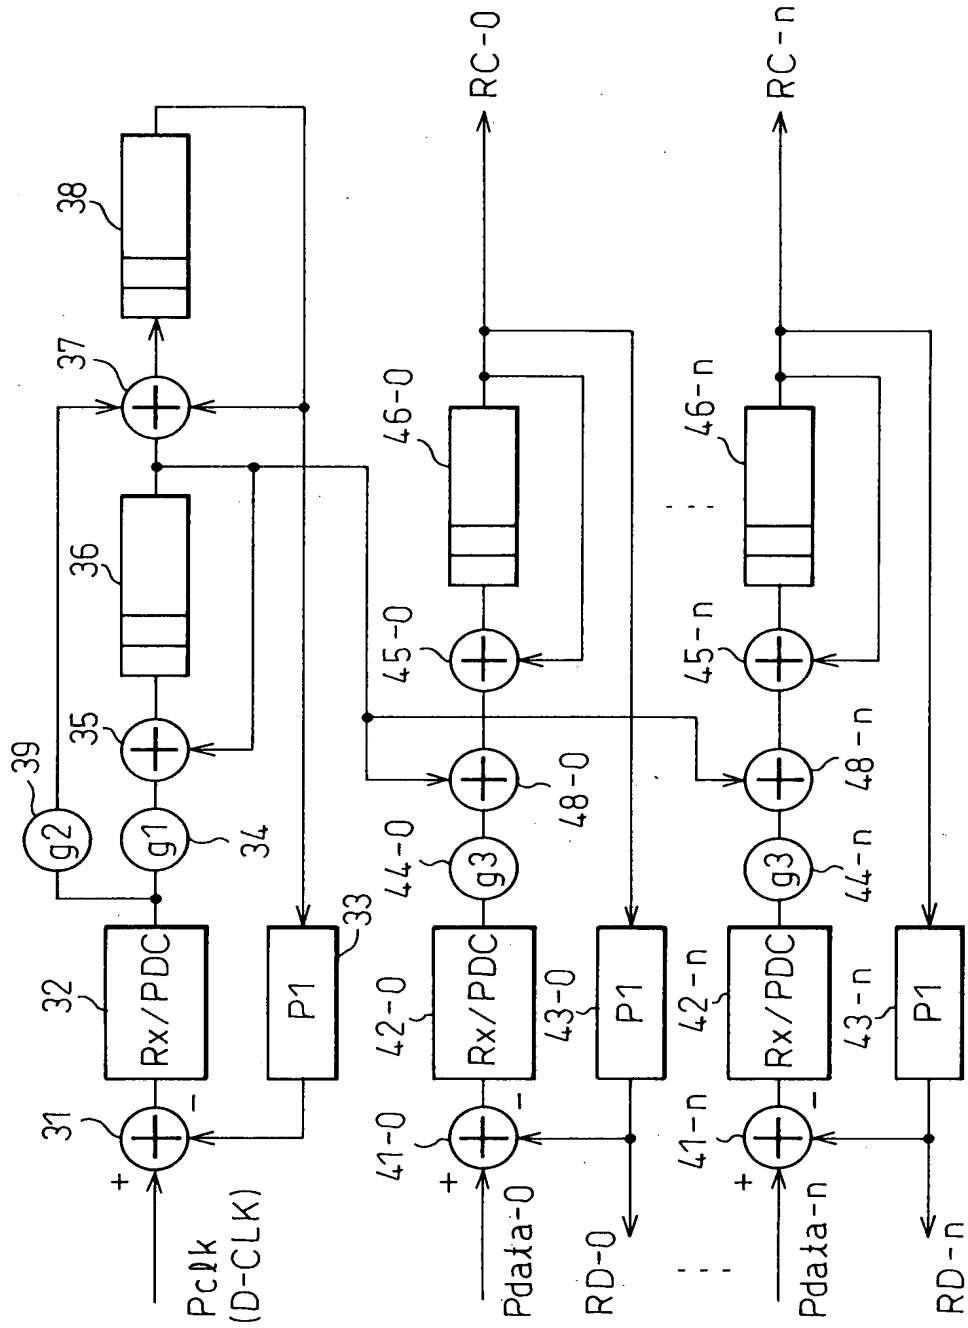 Pclk
(D-CLK)
+
-
31
Rx/PDC
32
P1
33
g1
34
g2
39
35
36
37
38
Pdata-0
RD-0
+
-
41-0
Rx/PDC
42-0
P1
43-0
g3
44-0
48-0
45-0
46-0
RC-0
Pdata-n
RD-n
+
-
41-n
Rx/PDC
42-n
P1
43-n
g3
44-n
48-n
45-n
46-n
RC-n